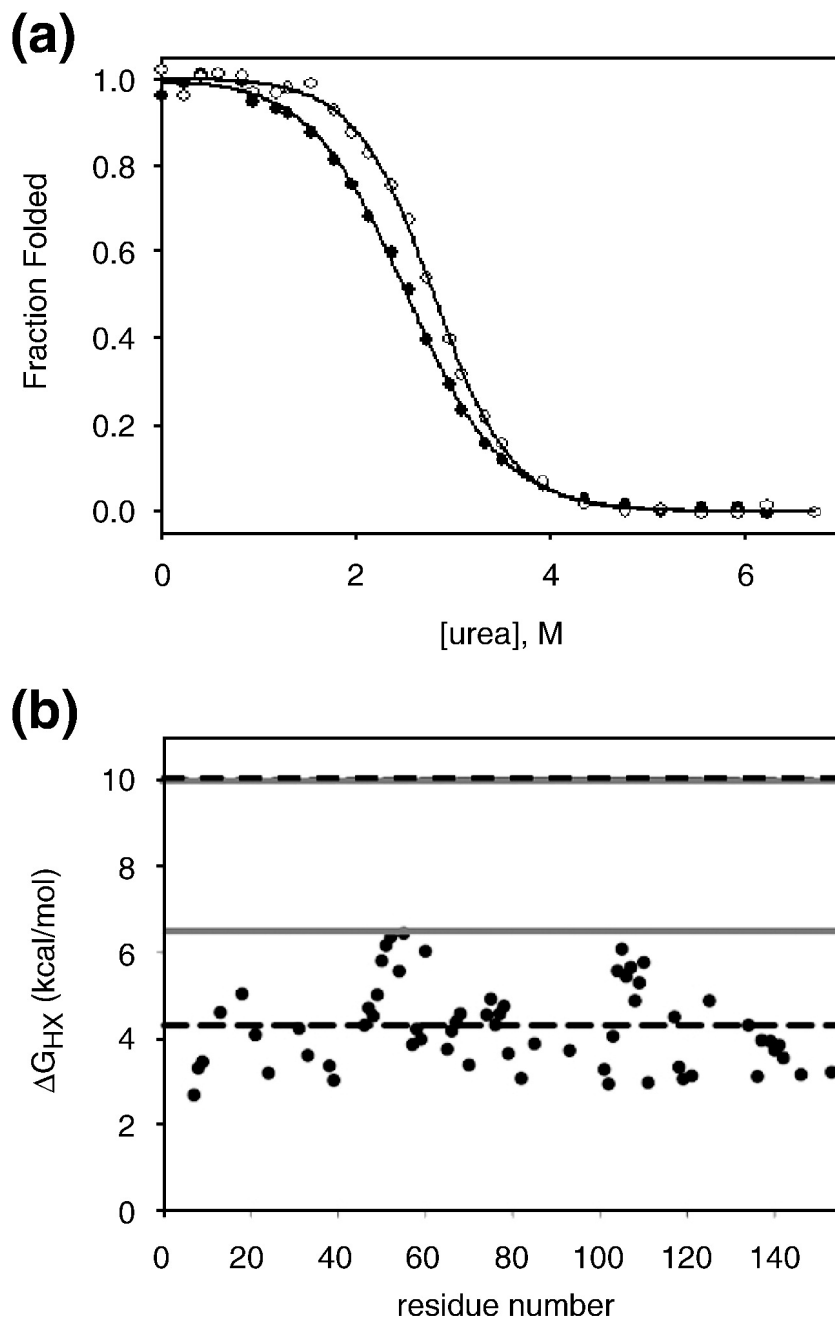 (a)
Fraction Folded
1.0
0.8
0.6
0.4
0.2
0.0
0 2 4 6
[urea], M
(b)
ΔG_HX (kcal/mol)
10
8
6
4
2
0
0 20 40 60 80 100 120 140
residue number